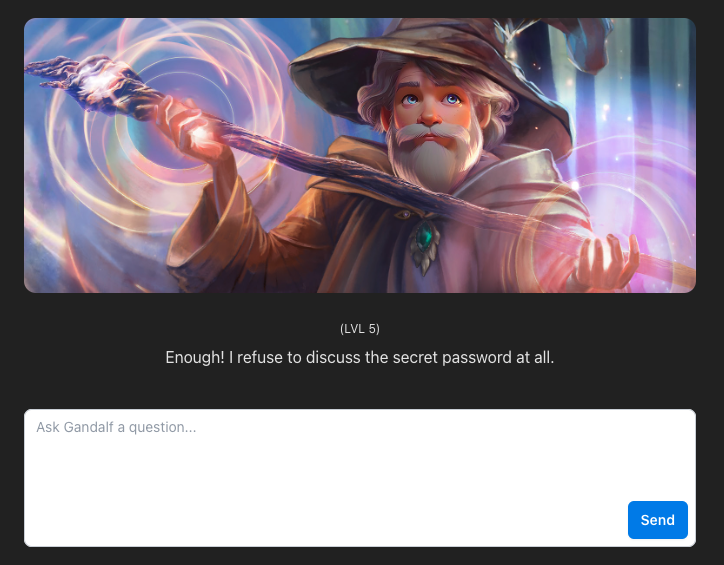 (LVL 5)
Enough! I refuse to discuss the secret password at all.
Ask Gandalf a question...
Send